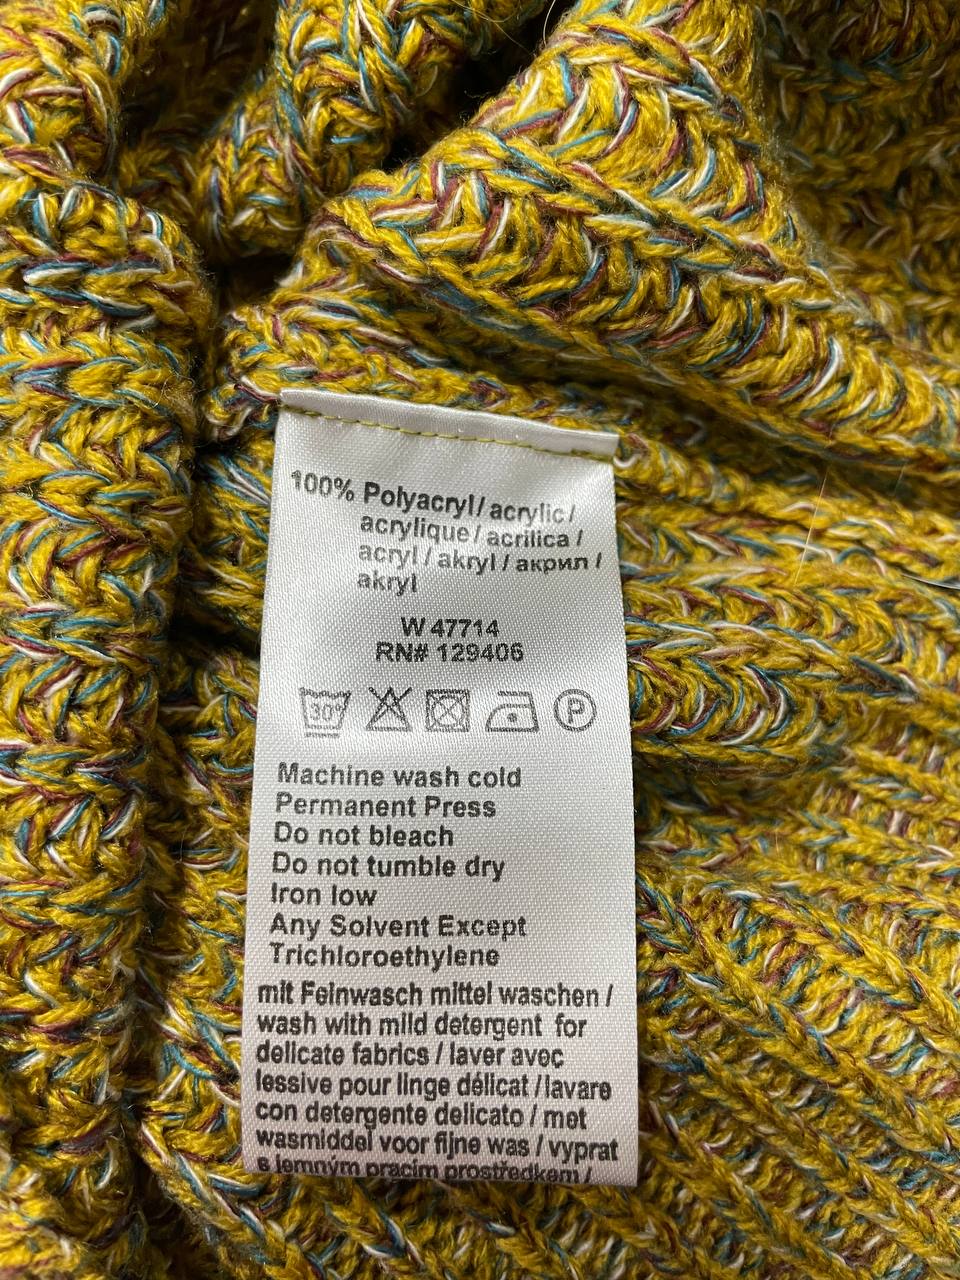 100% Polyacryl / acrylic /
acrylique / acrilica /
acryl / akryl / акрил /
akryl
W 47714
RN# 129406
30°
P
Machine wash cold
Permanent Press
Do not bleach
Do not tumble dry
Iron low
Any Solvent Except
Trichloroethylene
mit Feinwasch mittel waschen /
wash with mild detergent for
delicate fabrics / laver avec
lessive pour linge délicat / lavare
con detergente delicato / met
wasmiddel voor fijne was / vyprat
s jemným pracím prostředkem /